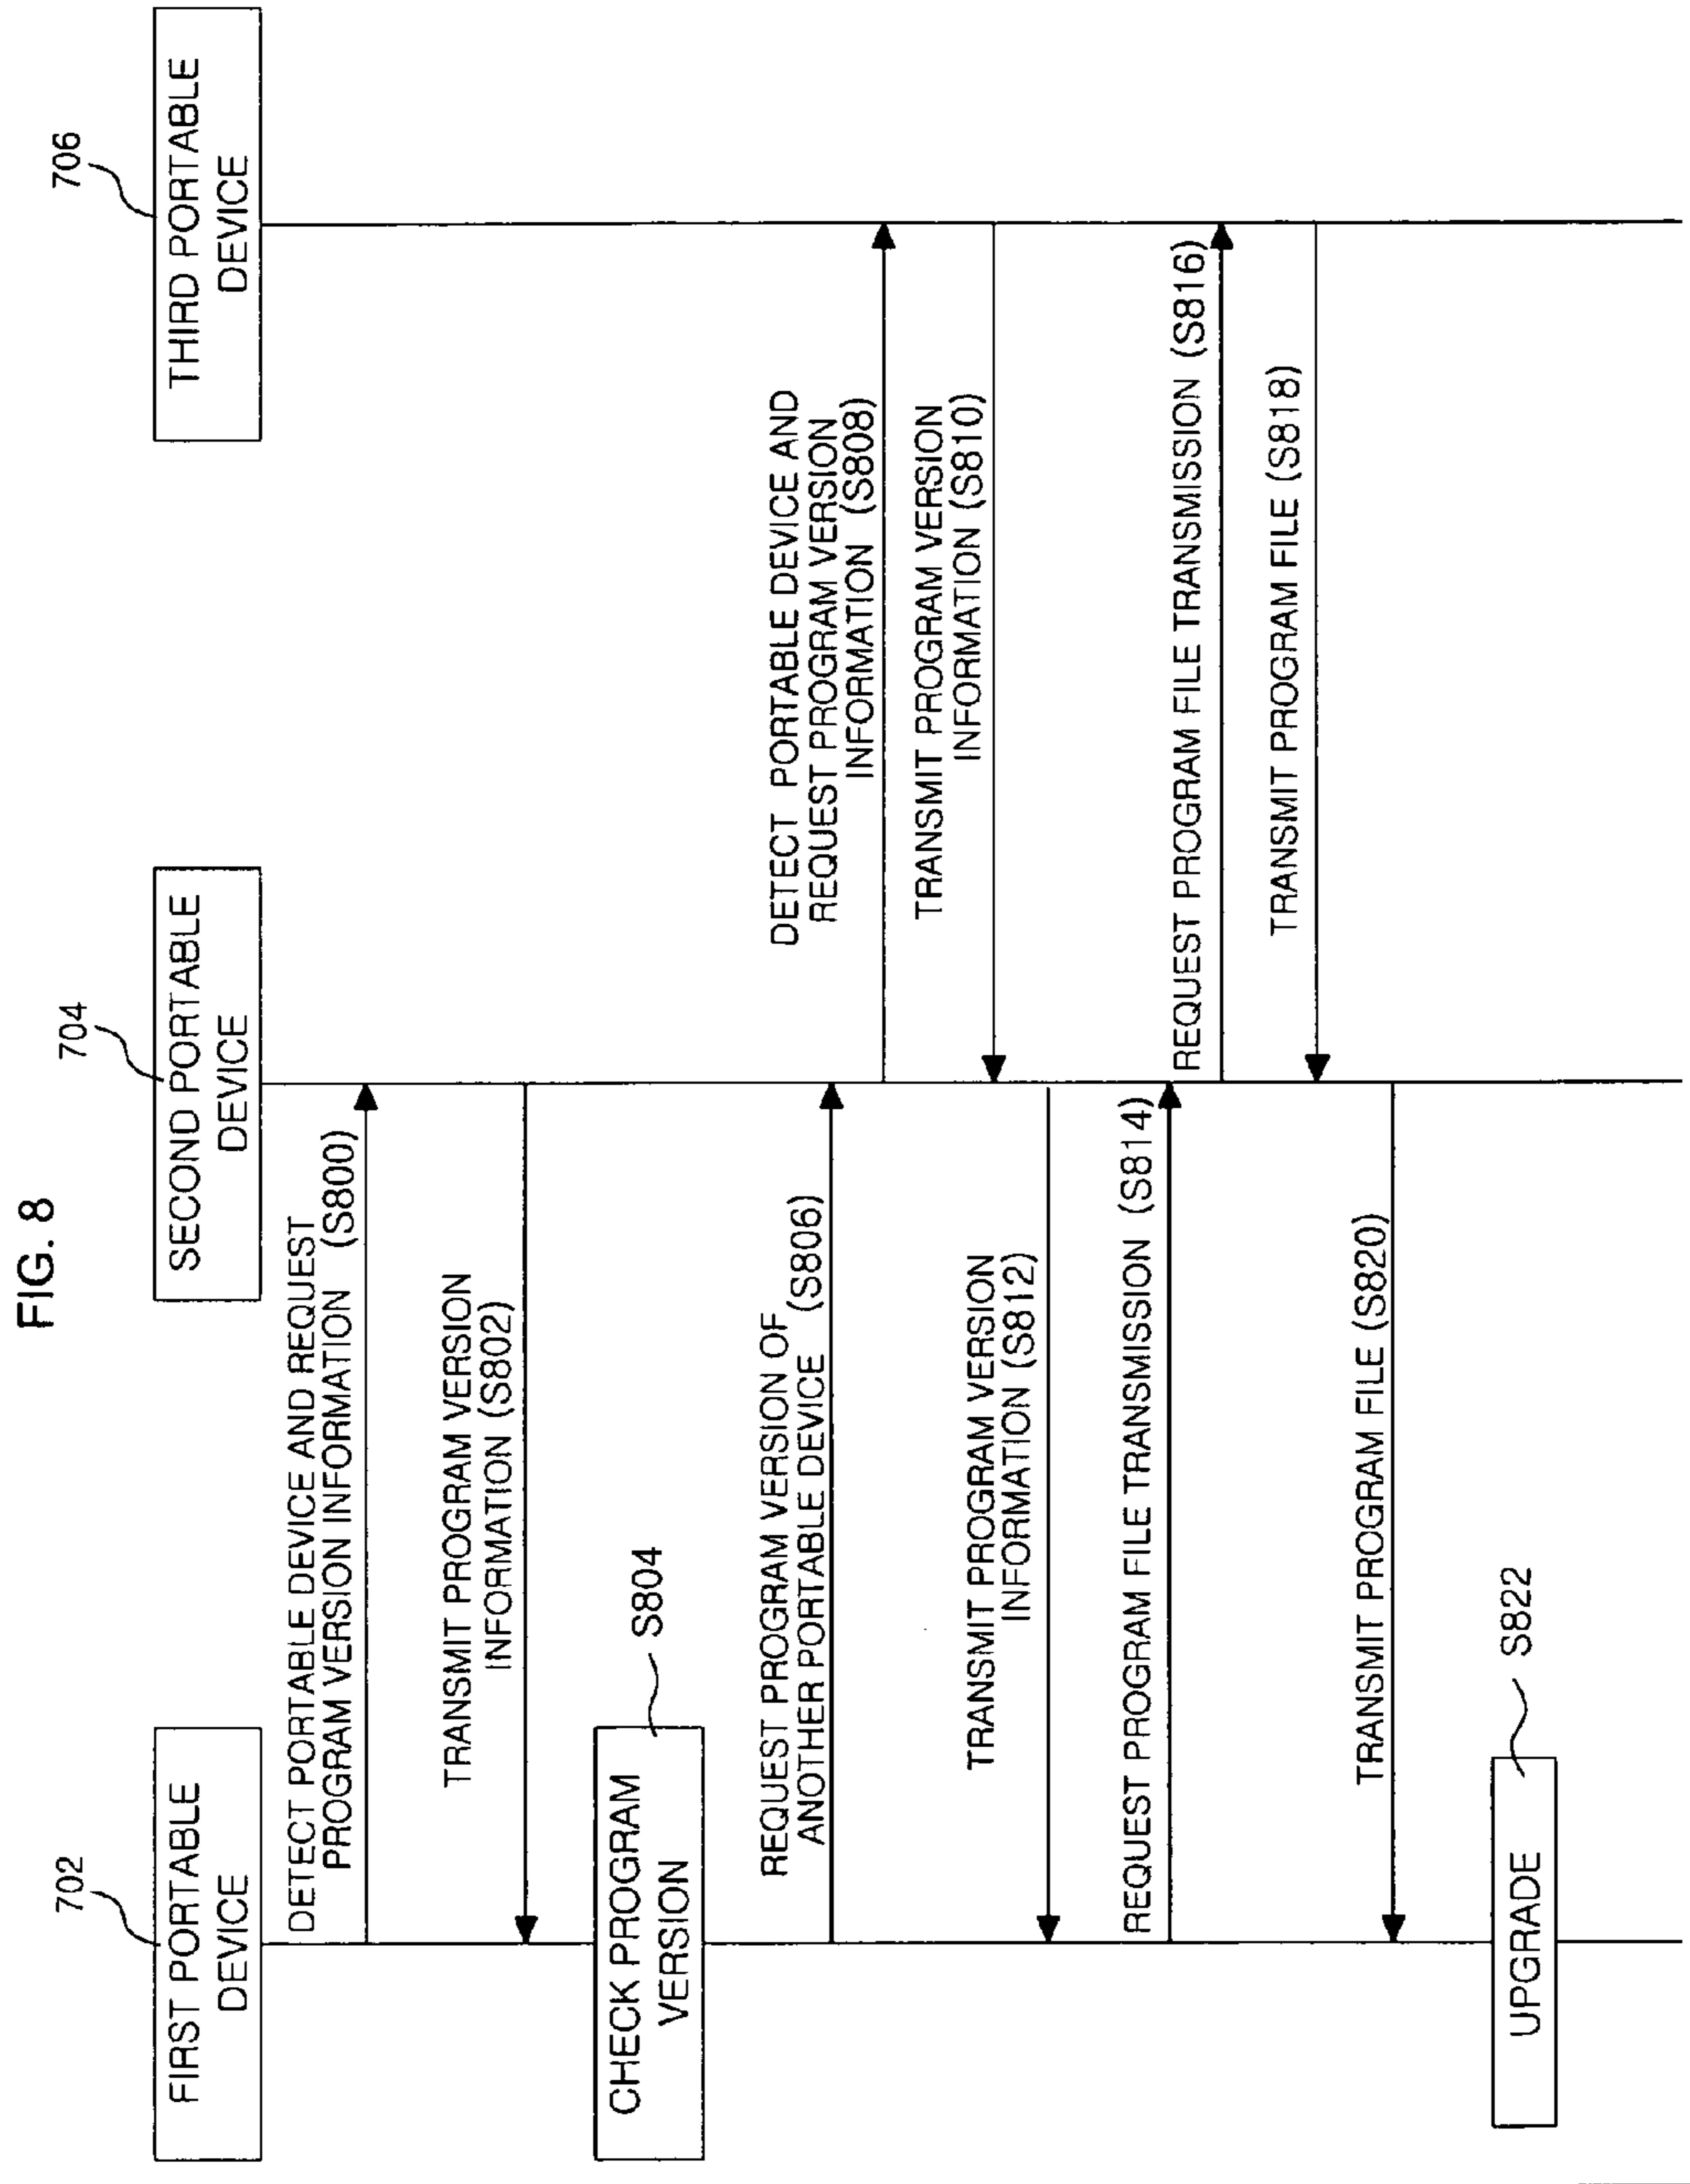 FIG. 8
702
704
706
FIRST PORTABLE
DEVICE
SECOND PORTABLE
DEVICE
THIRD PORTABLE
DEVICE
DETECT PORTABLE DEVICE AND REQUEST
PROGRAM VERSION INFORMATION (S800)
TRANSMIT PROGRAM VERSION
INFORMATION (S802)
CHECK PROGRAM
VERSION
S804
REQUEST PROGRAM VERSION OF
ANOTHER PORTABLE DEVICE (S806)
DETECT PORTABLE DEVICE AND
REQUEST PROGRAM VERSION
INFORMATION (S808)
TRANSMIT PROGRAM VERSION
INFORMATION (S810)
TRANSMIT PROGRAM VERSION
INFORMATION (S812)
REQUEST PROGRAM FILE TRANSMISSION (S814)
REQUEST PROGRAM FILE TRANSMISSION (S816)
TRANSMIT PROGRAM FILE (S818)
TRANSMIT PROGRAM FILE (S820)
UPGRADE
S822